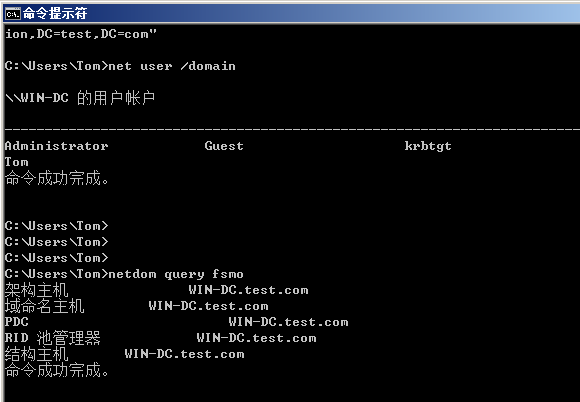 命令提示符
ion,DC=test,DC=com"
C:\Users\Tom>net user /domain
\\WIN-DC 的用户帐户
-------------------------------------------------------------------------------
Administrator            Guest                    krbtgt
Tom
命令成功完成。
C:\Users\Tom>
C:\Users\Tom>
C:\Users\Tom>
C:\Users\Tom>netdom query fsmo
架构主机               WIN-DC.test.com
域命名主机        WIN-DC.test.com
PDC                         WIN-DC.test.com
RID 池管理器            WIN-DC.test.com
结构主机       WIN-DC.test.com
命令成功完成。